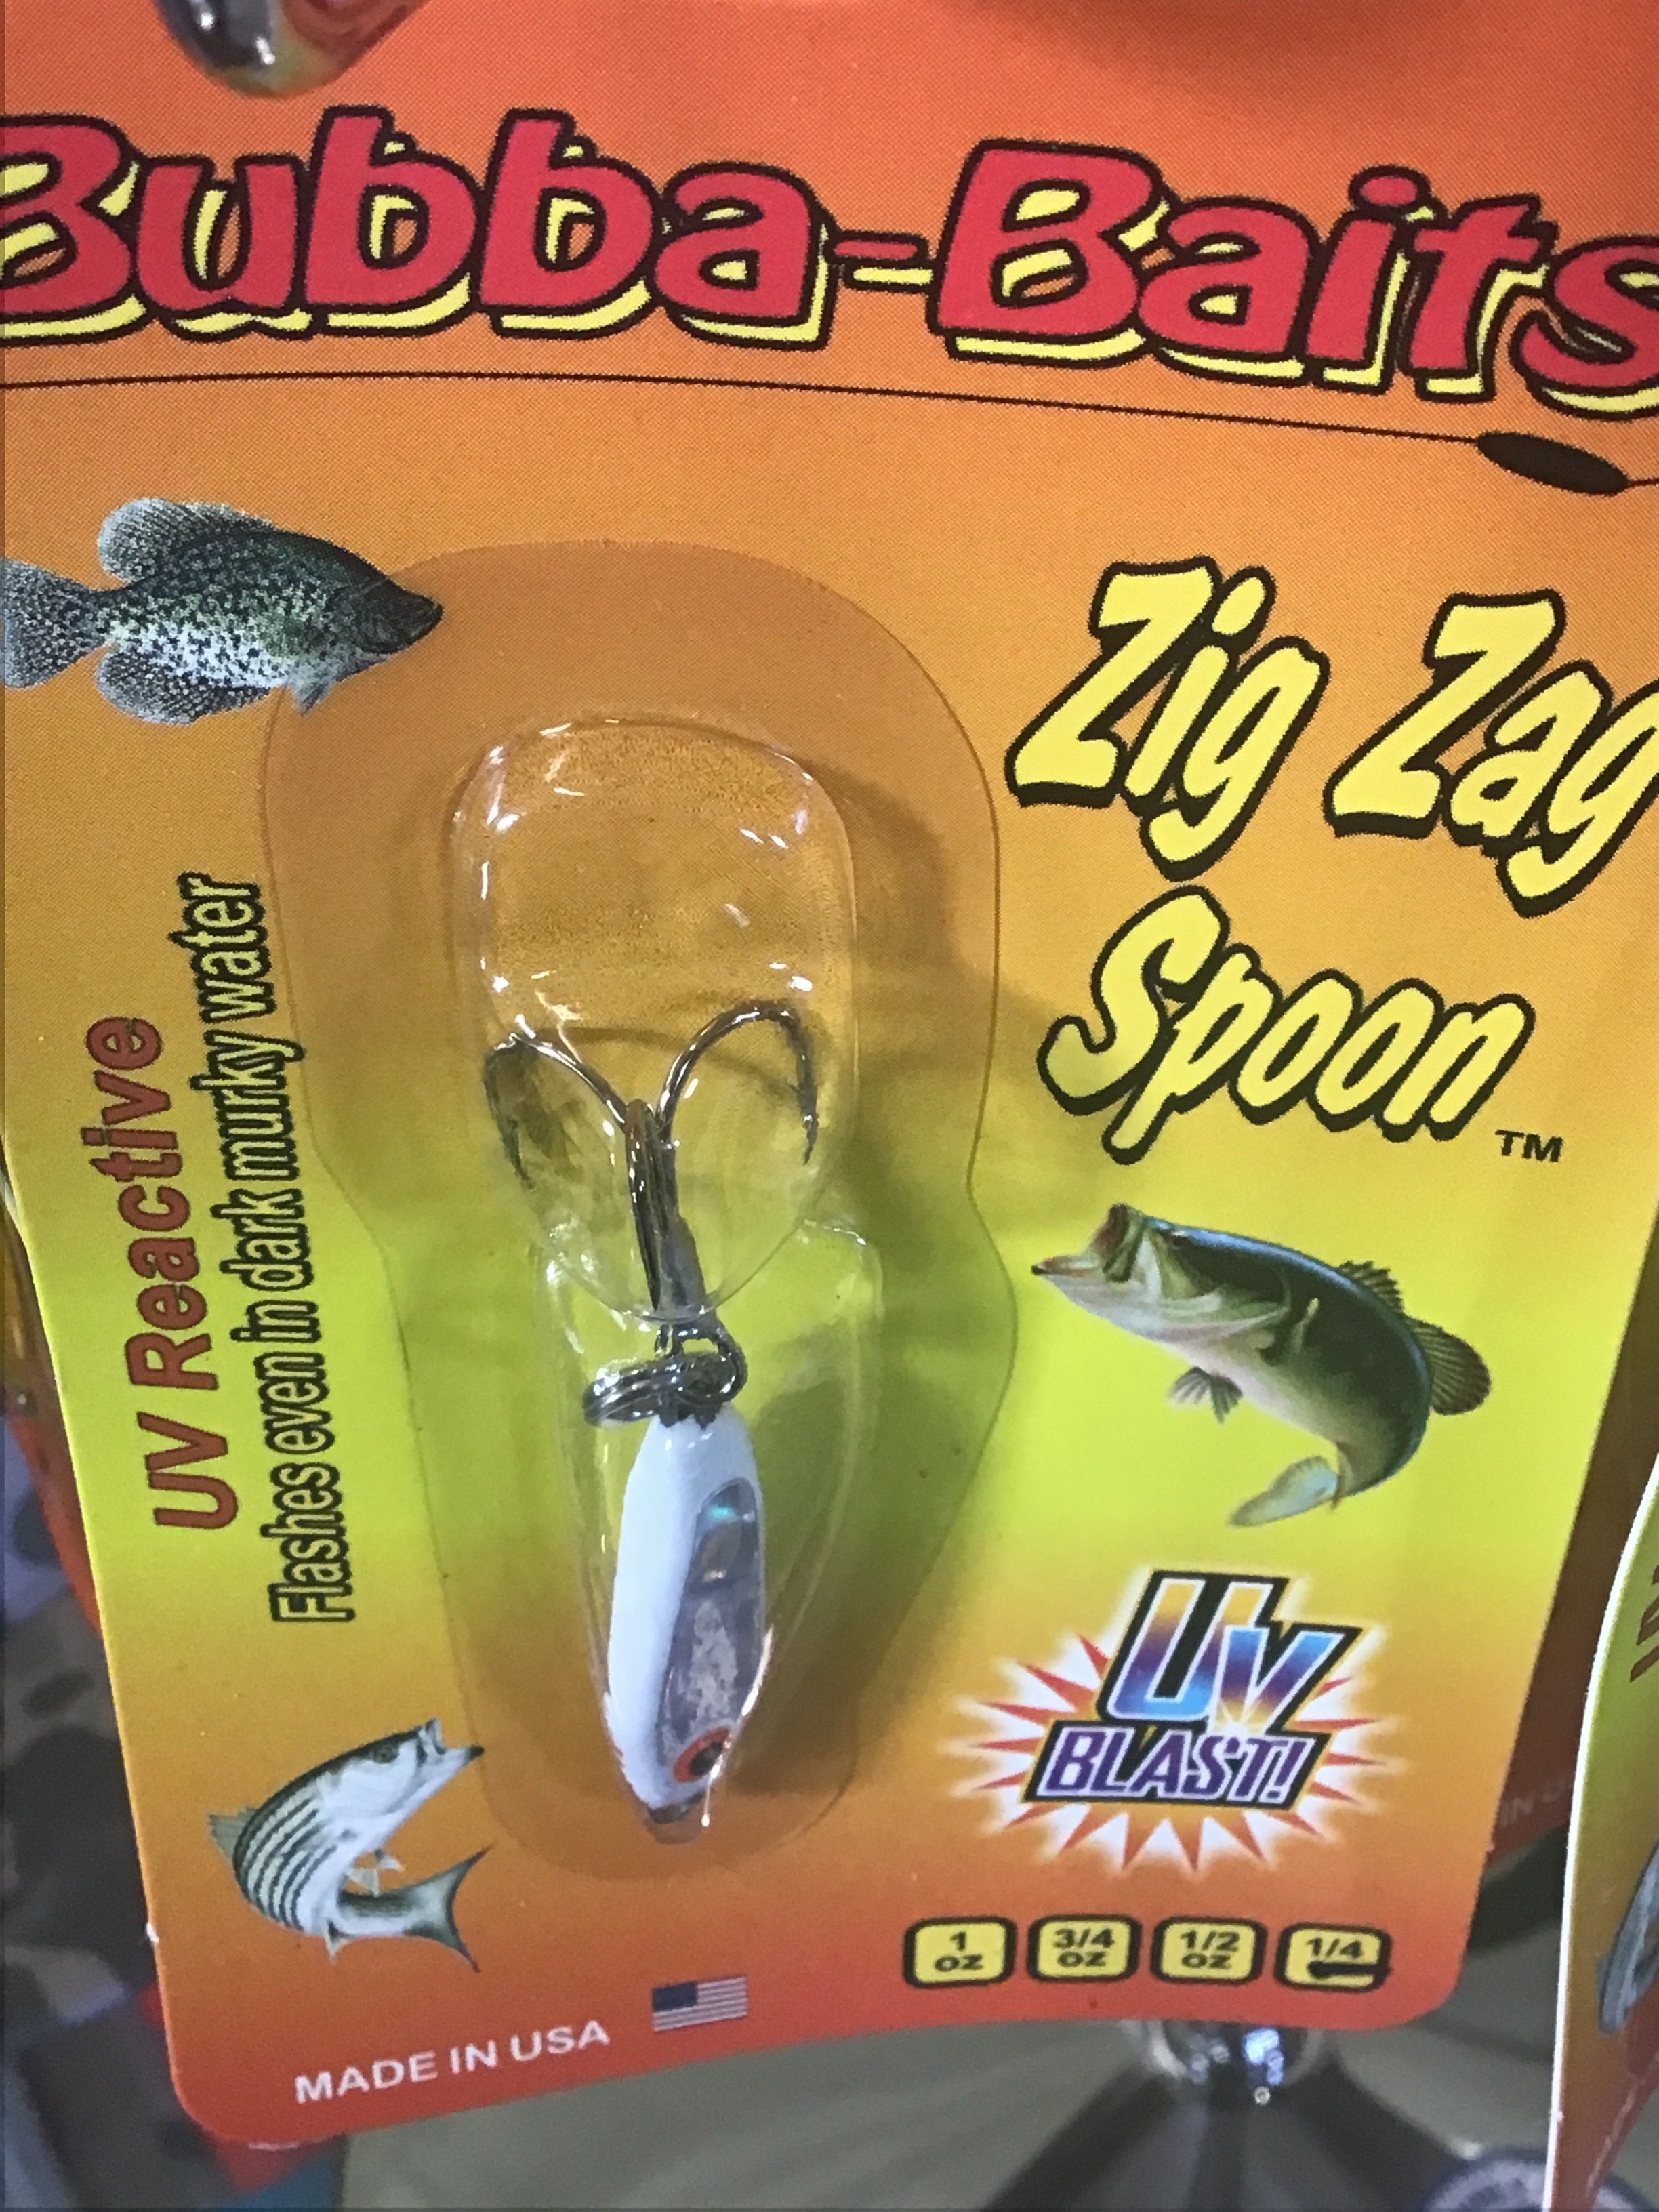 Bubba-Baits
Zig Zag
Spoon
TM
UV Reactive
Flashes even in dark murky water
UV
BLAST!
1
oz
3/4
oz
1/2
oz
1/4
MADE IN USA